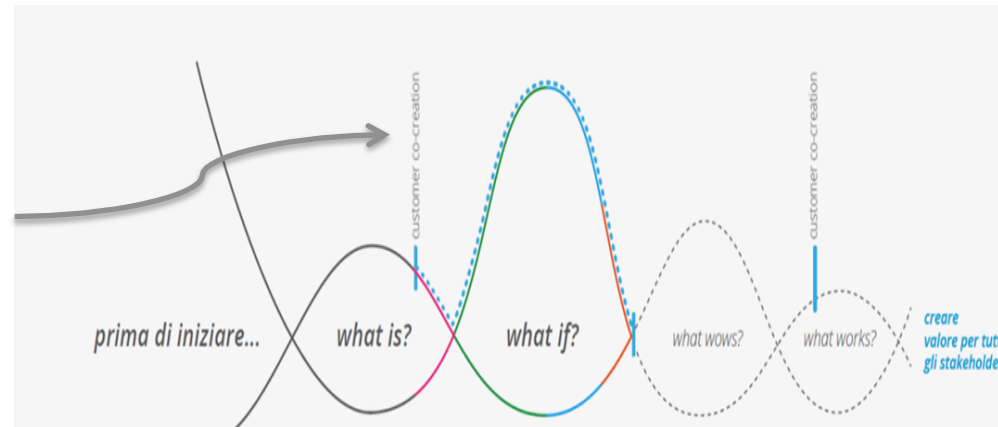 customer co-creation
customer co-creation
prima di iniziare...
what is?
what if?
what wows?
what works?
creare
valore per tut
gli stakeholde